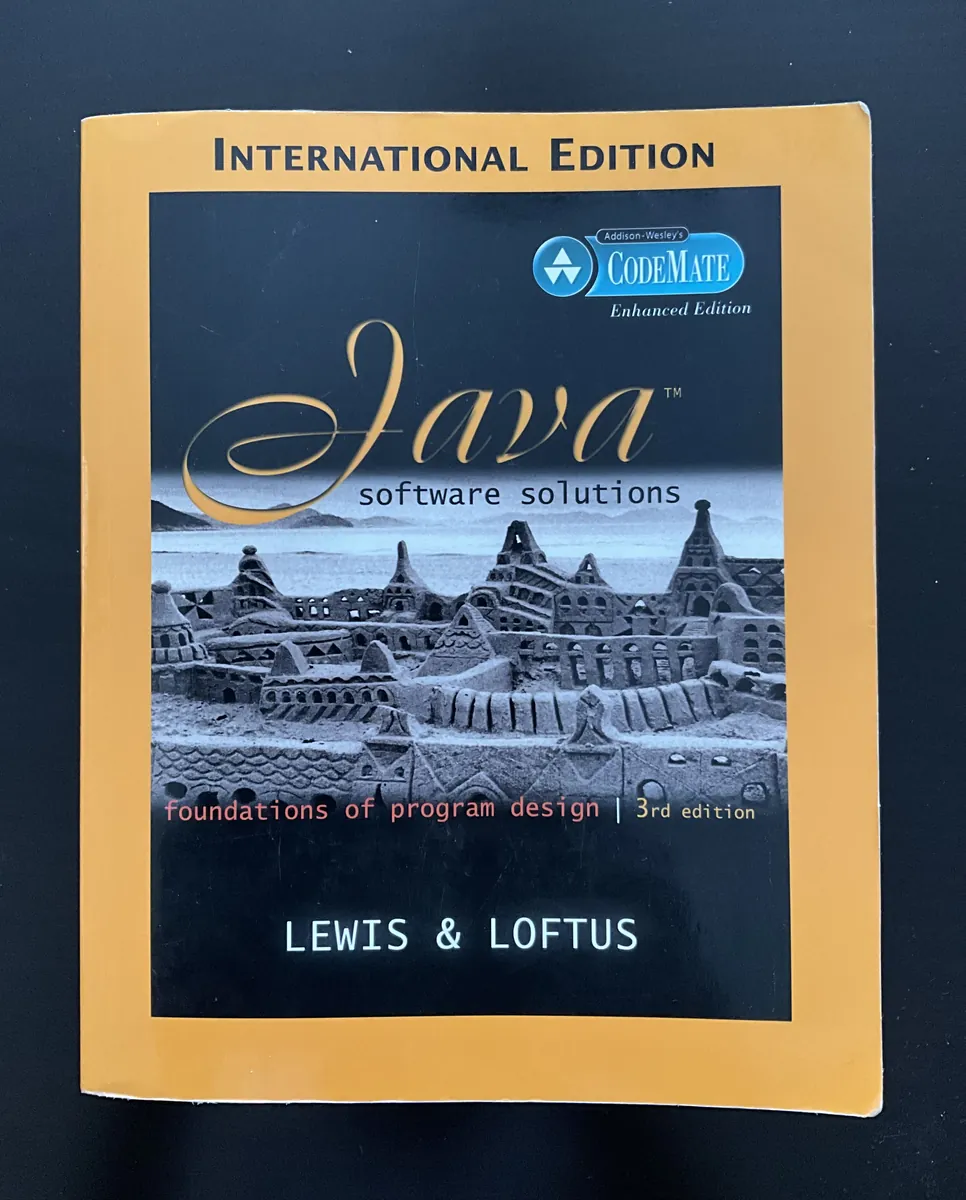 INTERNATIONAL EDITION
Addison-Wesley's
CODEMATE
Enhanced Edition
Java™
software solutions
foundations of program design | 3rd edition
LEWIS & LOFTUS